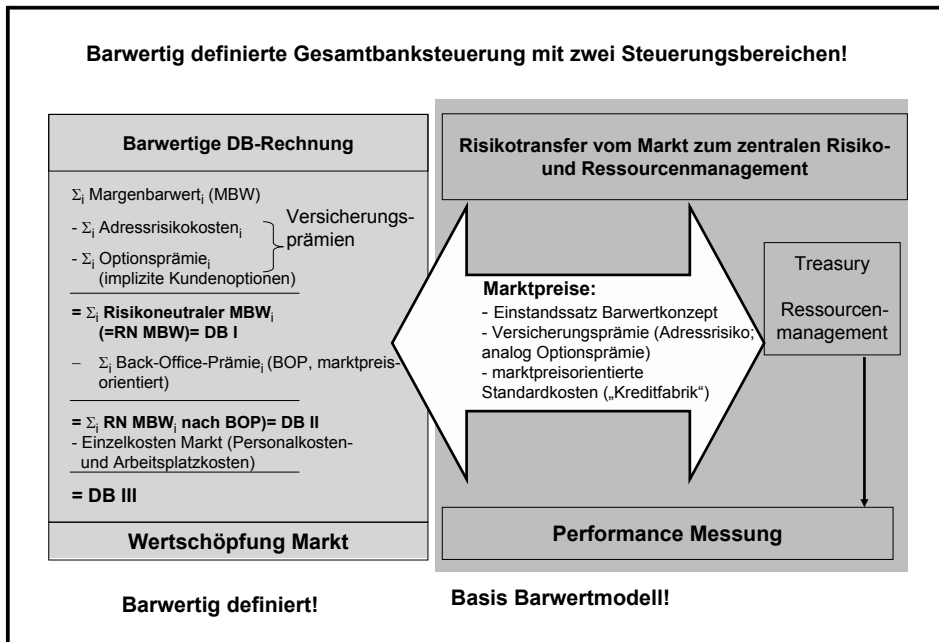 Barwertig definierte Gesamtbanksteuerung mit zwei Steuerungsbereichen!
Barwertige DB-Rechnung
Σi Margenbarwerti (MBW)
- Σi Adressrisikokosteni
- Σi Optionsprämiei
(implizite Kundenoptionen)
Versicherungs-
prämien
= Σi Risikoneutraler MBWi
(=RN MBW)= DB I
– Σi Back-Office-Prämiei (BOP, marktpreis-
orientiert)
= Σi RN MBWi nach BOP)= DB II
- Einzelkosten Markt (Personalkosten-
und Arbeitsplatzkosten)
= DB III
Wertschöpfung Markt
Barwertig definiert!
Risikotransfer vom Markt zum zentralen Risiko-
und Ressourcenmanagement
Marktpreise:
- Einstandssatz Barwertkonzept
- Versicherungsprämie (Adressrisiko;
analog Optionsprämie)
- marktpreisorientierte
Standardkosten („Kreditfabrik“)
Treasury
Ressourcen-
management
Performance Messung
Basis Barwertmodell!